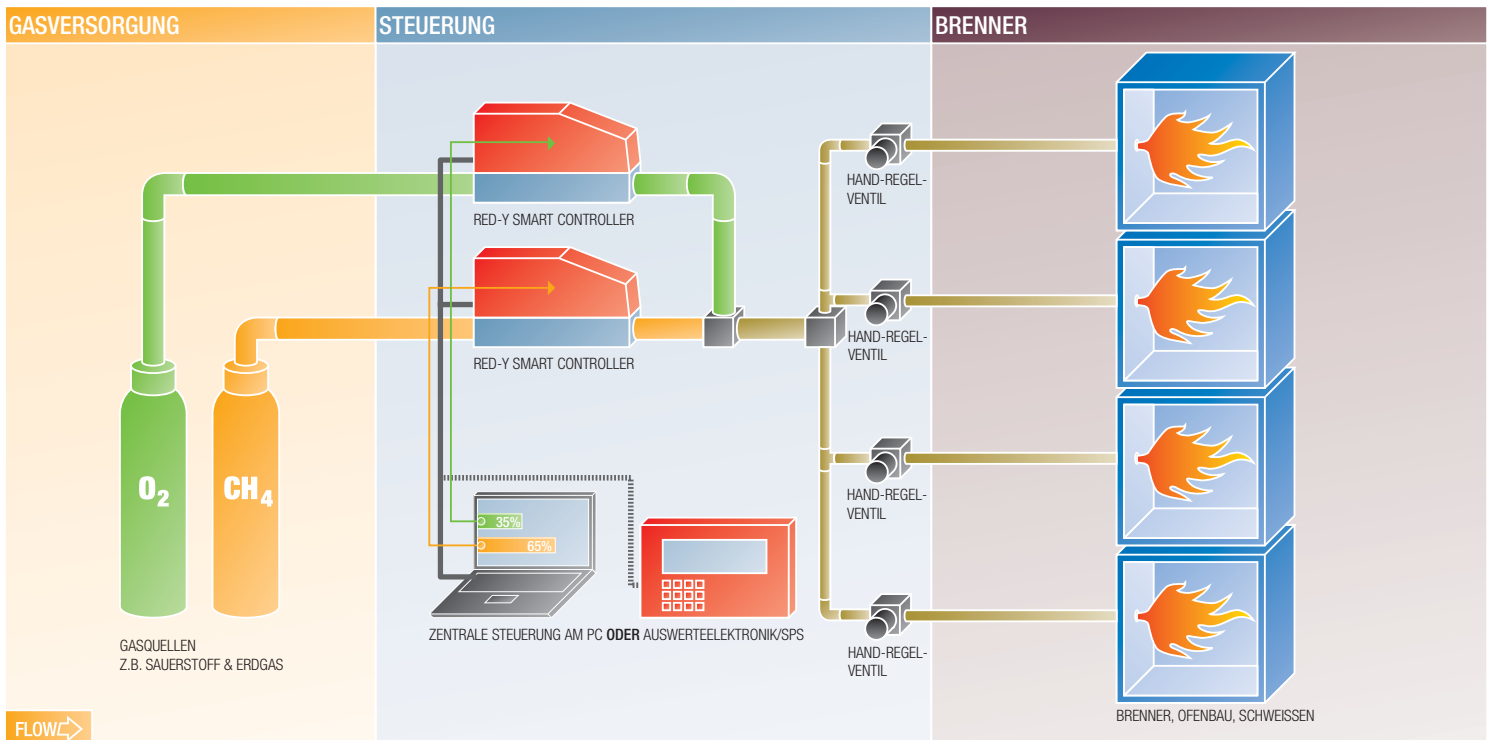 GASVERSORGUNG
STEUERUNG
BRENNER
HAND-REGEL-
VENTIL
RED-Y SMART CONTROLLER
HAND-REGEL-
VENTIL
RED-Y SMART CONTROLLER
O₂
CH₄
35%
65%
HAND-REGEL-
VENTIL
ZENTRALE STEUERUNG AM PC ODER AUSWERTEELEKTRONIK/SPS
GASQUELLEN
Z.B. SAUERSTOFF & ERDGAS
HAND-REGEL-
VENTIL
BRENNER, OFENBAU, SCHWEISSEN
FLOW